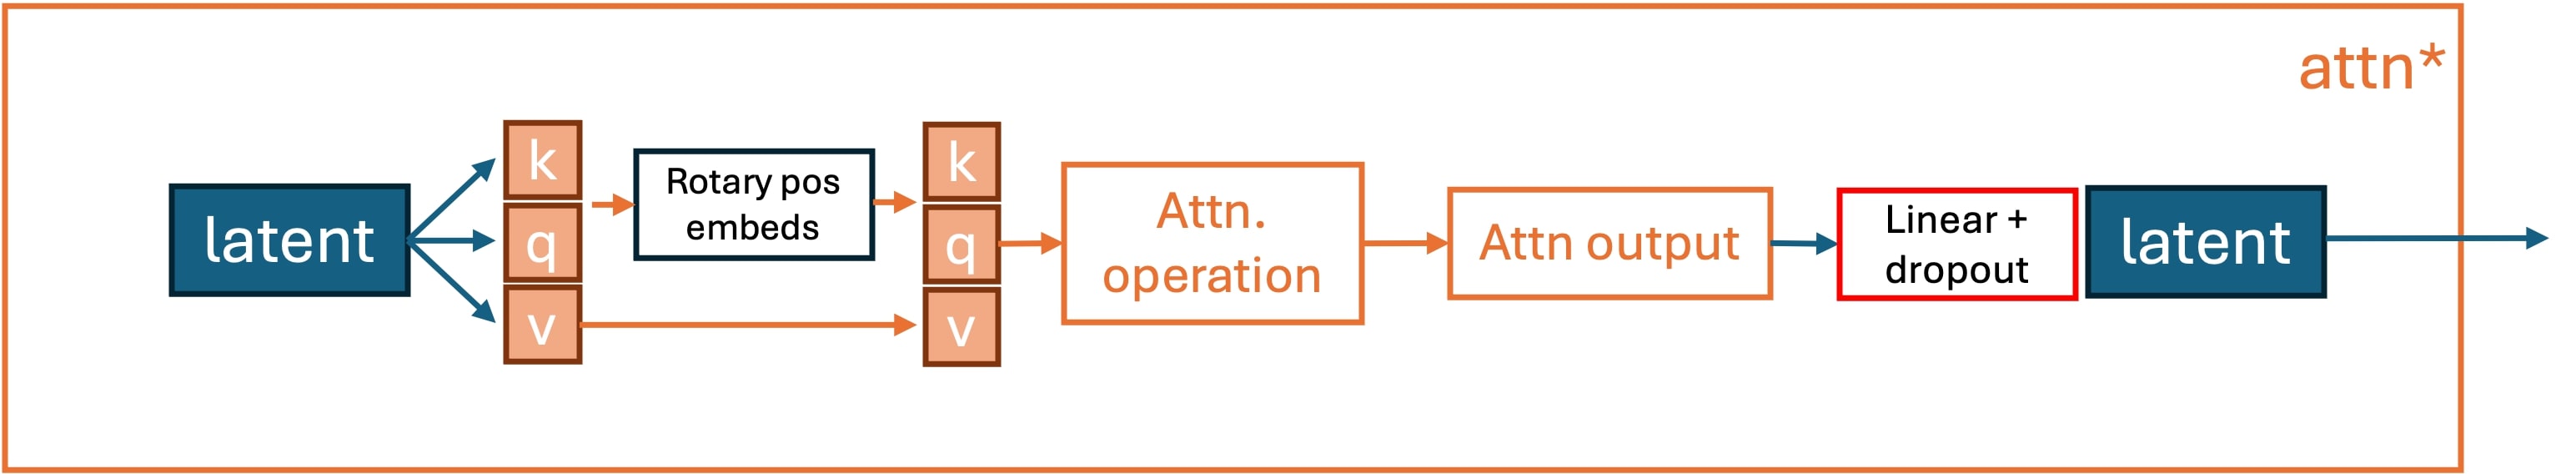 attn*
latent
k
q
v
Rotary pos
embeds
k
q
v
Attn.
operation
Attn output
Linear +
dropout
latent